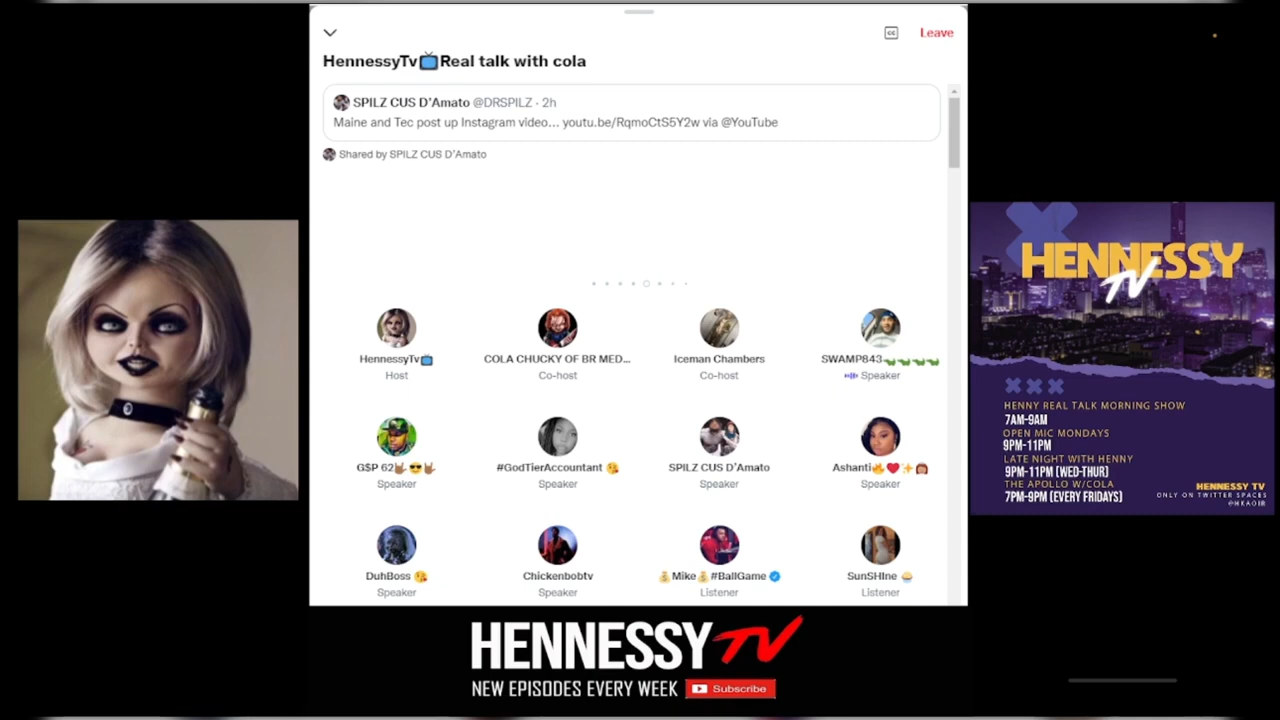 CC
Leave
HennessyTv📺Real talk with cola
SPILZ CUS D'Amato @DRSPILZ · 2h
Maine and Tec post up Instagram video... youtu.be/RqmoCtS5Y2w via @YouTube
Shared by SPILZ CUS D'Amato
HennessyTv📺
Host
COLA CHUCKY OF BR MED...
Co-host
Iceman Chambers
Co-host
SWAMP843🐊🐊🐊🐊
Speaker
G$P 62🤟🏽😎🤟🏽
Speaker
#GodTierAccountant 😘
Speaker
SPILZ CUS D'Amato
Speaker
Ashanti🔥❤️✨👩🏽‍🦰
Speaker
DuhBoss 😘
Speaker
Chickenbobtv
Speaker
💰Mike💰#BallGame
Listener
SunSHIne 🥧
Listener
HENNESSY TV
NEW EPISODES EVERY WEEK Subscribe
HENNESSY
TV
HENNY REAL TALK MORNING SHOW
7AM-9AM
OPEN MIC MONDAYS
9PM-11PM
LATE NIGHT WITH HENNY
9PM-11PM (WED-THUR)
THE APOLLO W/COLA
7PM-9PM (EVERY FRIDAYS)
HENNESSY TV
ONLY ON TWITTER SPACES